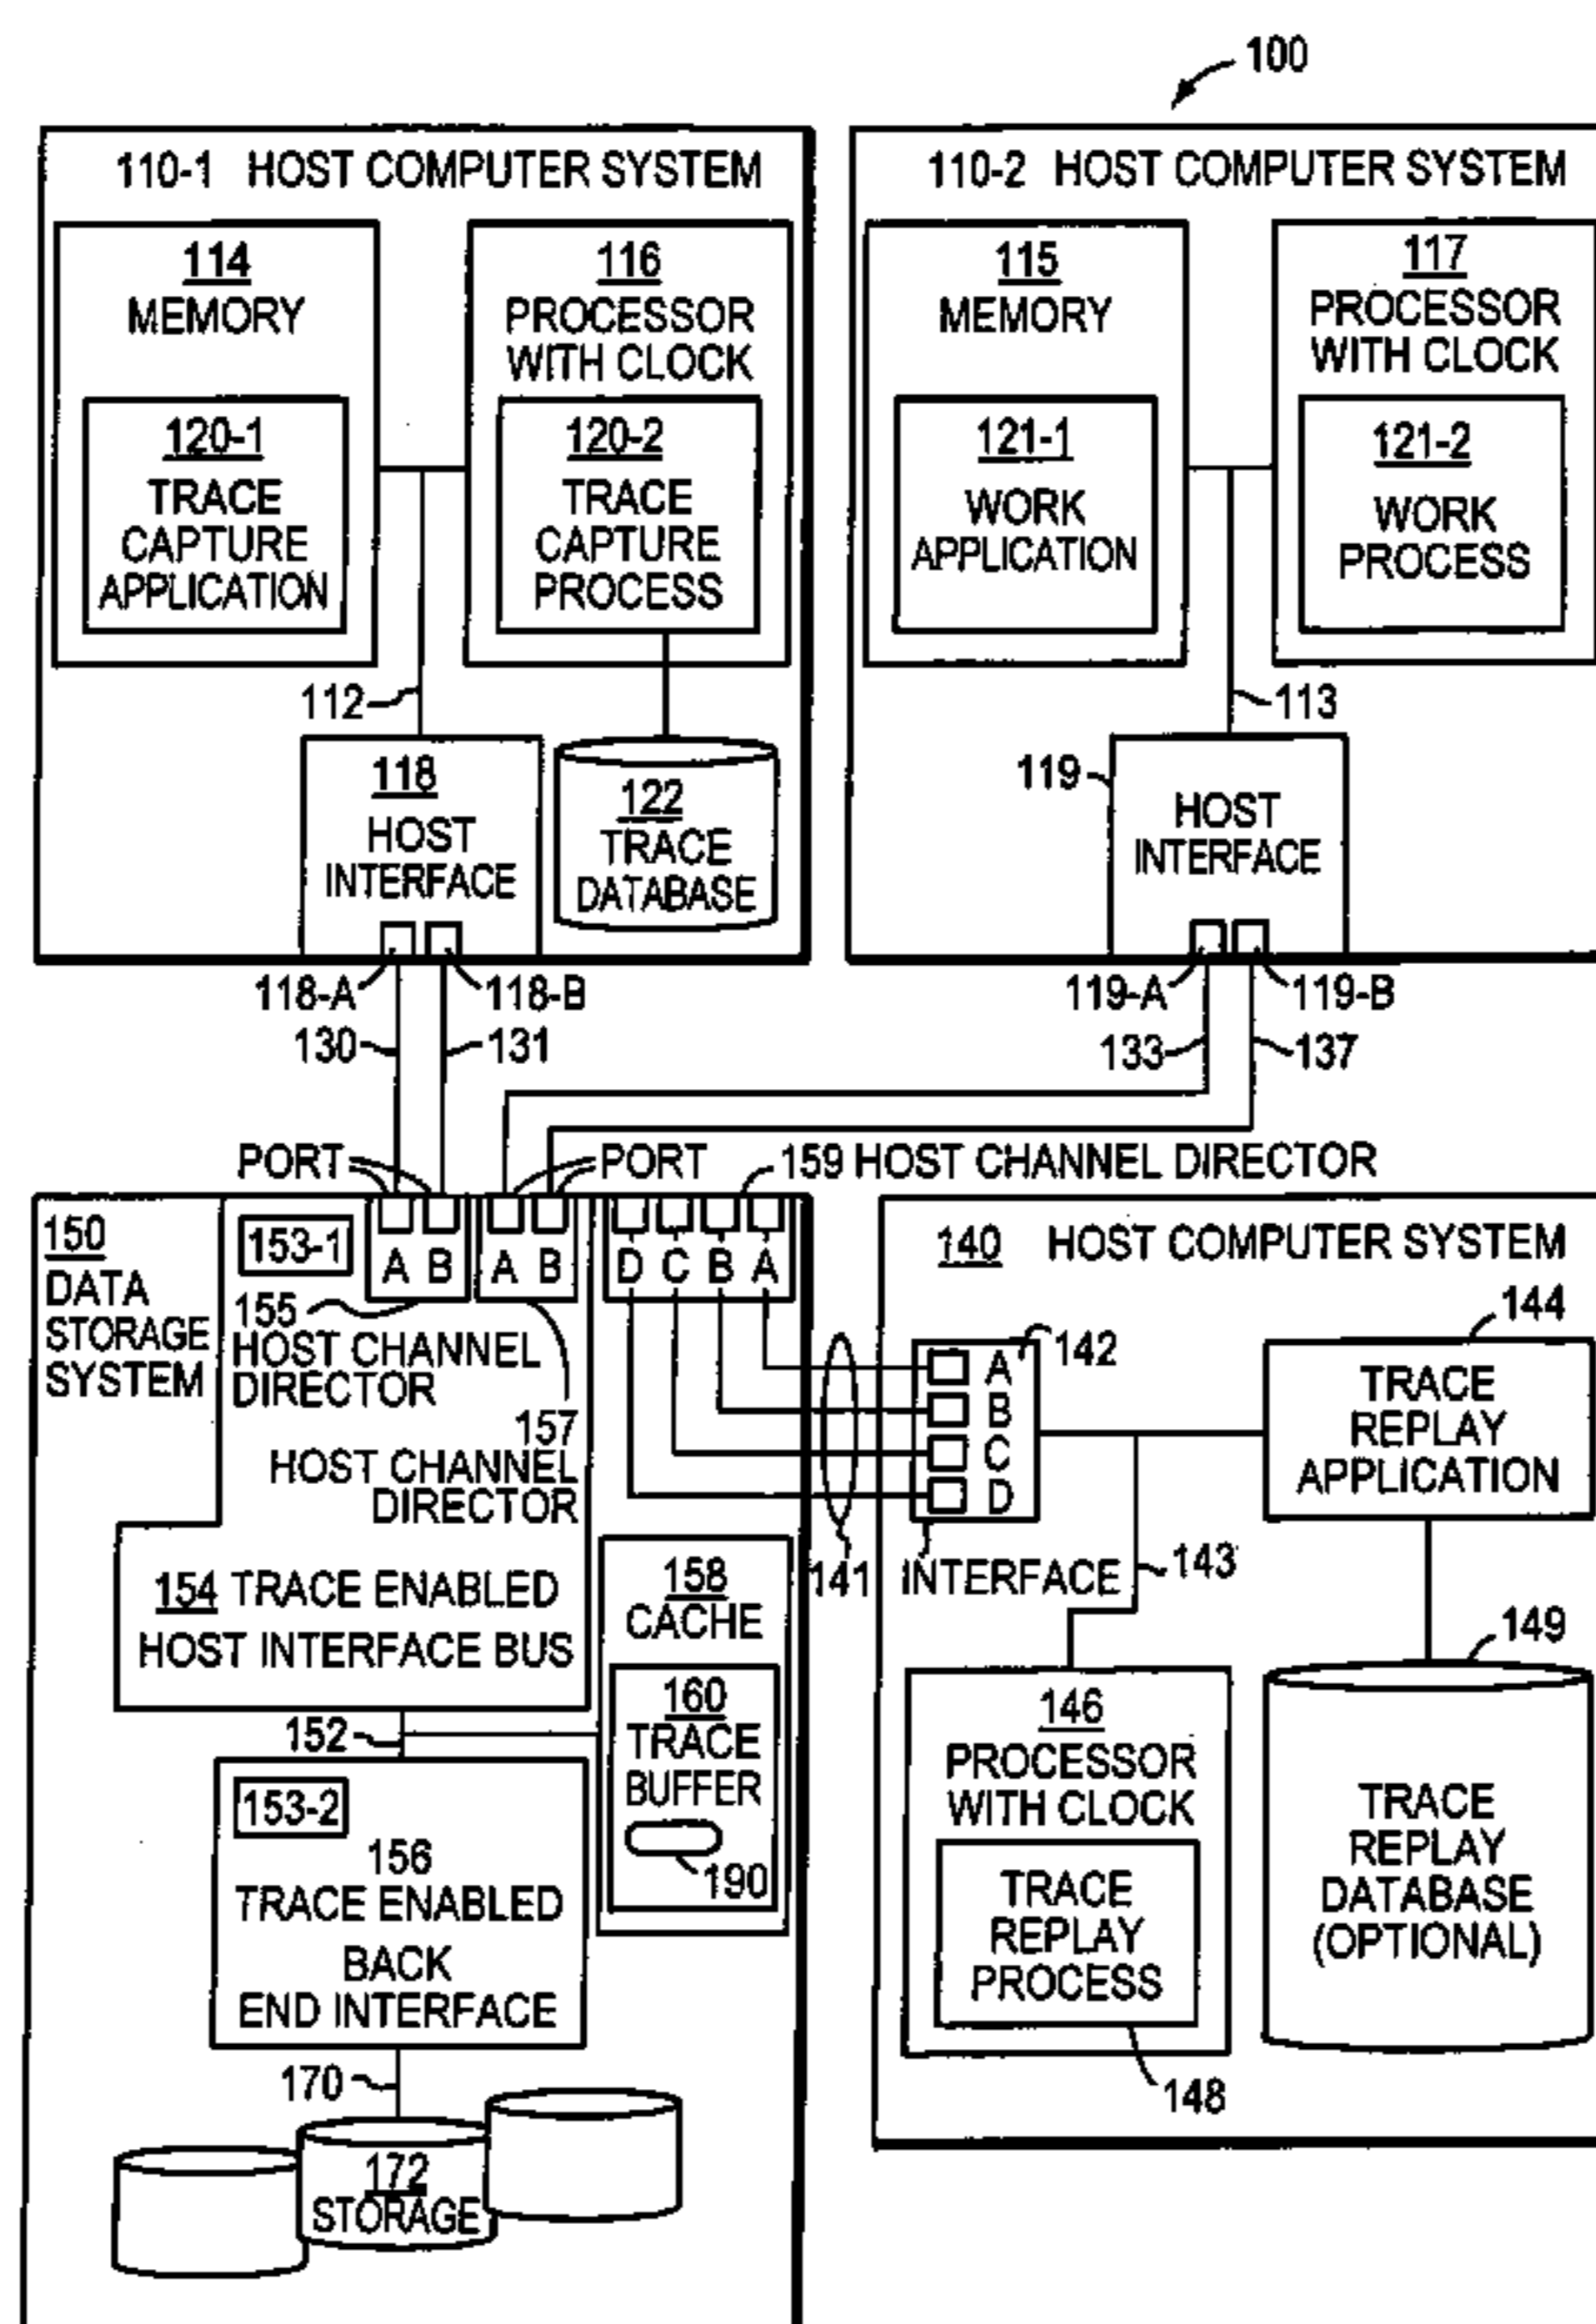 100
110-1 HOST COMPUTER SYSTEM
114
MEMORY
116
PROCESSOR
WITH CLOCK
120-1
TRACE
CAPTURE
APPLICATION
120-2
TRACE
CAPTURE
PROCESS
112
118
HOST
INTERFACE
122
TRACE
DATABASE
118-A
118-B
130
131
110-2 HOST COMPUTER SYSTEM
115
MEMORY
117
PROCESSOR
WITH CLOCK
121-1
WORK
APPLICATION
121-2
WORK
PROCESS
113
119
HOST
INTERFACE
119-A
119-B
133
137
PORT
PORT
159 HOST CHANNEL DIRECTOR
150
DATA
STORAGE
SYSTEM
153-1
A B
A B
D C B A
155
HOST CHANNEL
DIRECTOR
157
HOST CHANNEL
DIRECTOR
154 TRACE ENABLED
HOST INTERFACE BUS
158
CACHE
160
TRACE
BUFFER
190
152
153-2
156
TRACE ENABLED
BACK
END INTERFACE
170
172
STORAGE
141
140 HOST COMPUTER SYSTEM
142
A
B
C
D
INTERFACE
143
144
TRACE
REPLAY
APPLICATION
146
PROCESSOR
WITH CLOCK
TRACE
REPLAY
PROCESS
148
149
TRACE
REPLAY
DATABASE
(OPTIONAL)